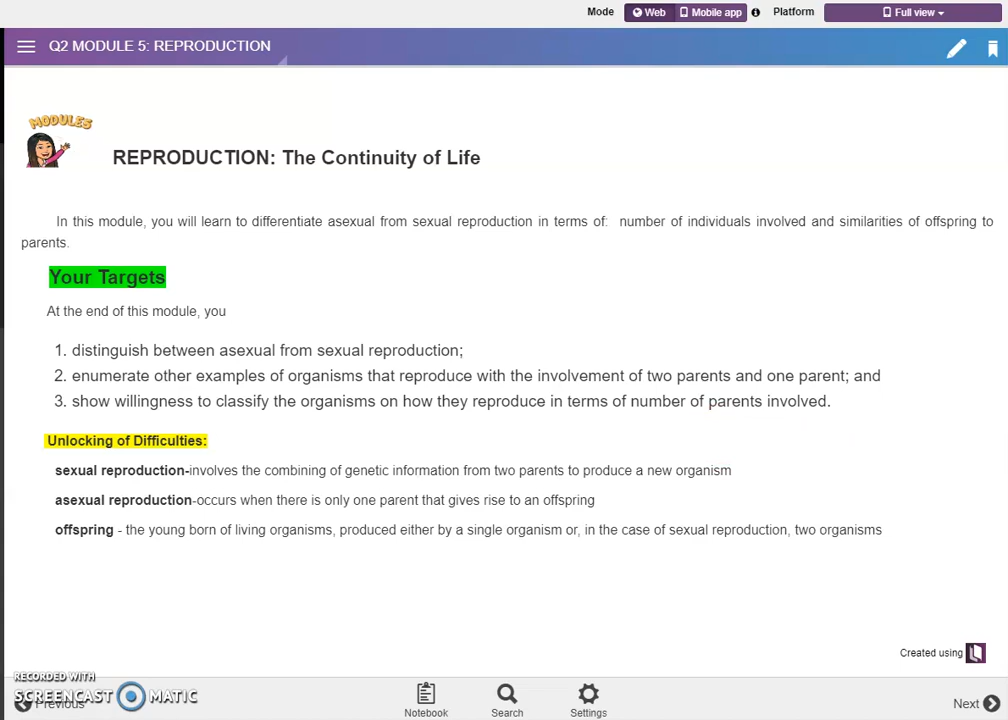 Mode Web Mobile app Platform Full view
Q2 MODULE 5: REPRODUCTION
MODULES
REPRODUCTION: The Continuity of Life
In this module, you will learn to differentiate asexual from sexual reproduction in terms of: number of individuals involved and similarities of offspring to
parents.
Your Targets
At the end of this module, you
1. distinguish between asexual from sexual reproduction;
2. enumerate other examples of organisms that reproduce with the involvement of two parents and one parent; and
3. show willingness to classify the organisms on how they reproduce in terms of number of parents involved.
Unlocking of Difficulties:
sexual reproduction-involves the combining of genetic information from two parents to produce a new organism
asexual reproduction-occurs when there is only one parent that gives rise to an offspring
offspring - the young born of living organisms, produced either by a single organism or, in the case of sexual reproduction, two organisms
Created using
RECORDED WITH
SCREENCAST MATIC
Previous
Notebook Search Settings
Next